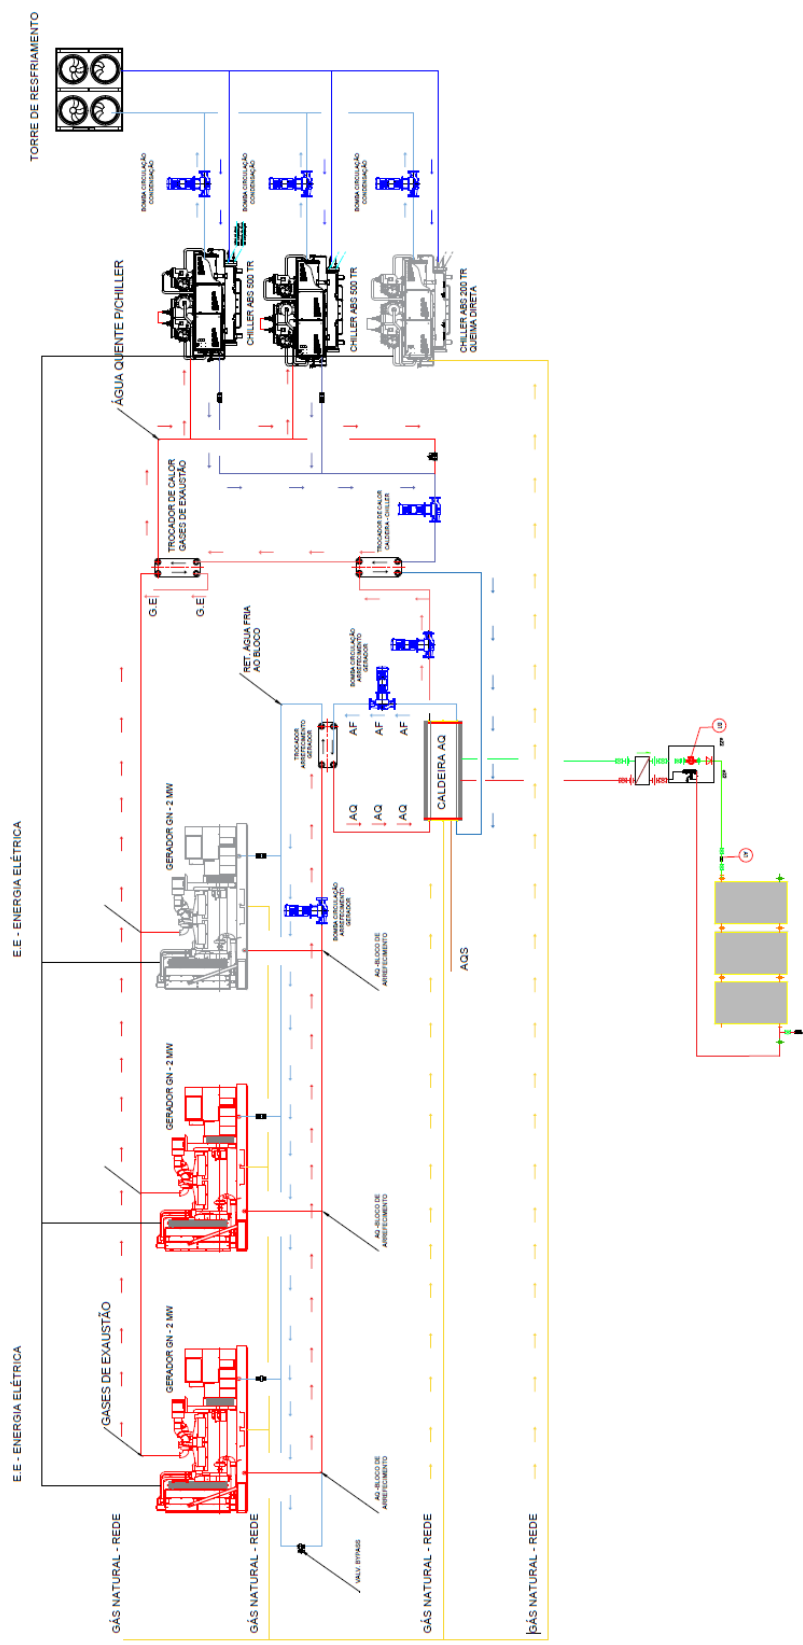 TORRE DE RESFRIAMENTO
BOMBA CIRCULAÇÃO
CONDENSAÇÃO
BOMBA CIRCULAÇÃO
CONDENSAÇÃO
BOMBA CIRCULAÇÃO
CONDENSAÇÃO
CHILLER ABS 500 TR
CHILLER ABS 500 TR
CHILLER ABS 200 TR
QUEIMA DIRETA
ÁGUA QUENTE P/CHILLER
TROCADOR DE CALOR
GASES DE EXAUSTÃO
TROCADOR DE CALOR
CALDEIRA - CHILLER
G.E
G.E
RET. ÁGUA FRIA
AO BLOCO
BOMBA CIRCULAÇÃO
ARREFECIMENTO
GERADOR
TROCADOR
ARREFECIMENTO
GERADOR
AF
AF
AF
AQ
AQ
AQ
CALDEIRA AQ
E.E - ENERGIA ELÉTRICA
GERADOR GN - 2 MW
BOMBA CIRCULAÇÃO
ARREFECIMENTO
GERADOR
AQ -BLOCO DE
ARREFECIMENTO
AQS
GERADOR GN - 2 MW
AQ -BLOCO DE
ARREFECIMENTO
E.E - ENERGIA ELÉTRICA
GASES DE EXAUSTÃO
GERADOR GN - 2 MW
AQ -BLOCO DE
ARREFECIMENTO
VALV. BYPASS
GÁS NATURAL - REDE
GÁS NATURAL - REDE
GÁS NATURAL - REDE
GÁS NATURAL - REDE